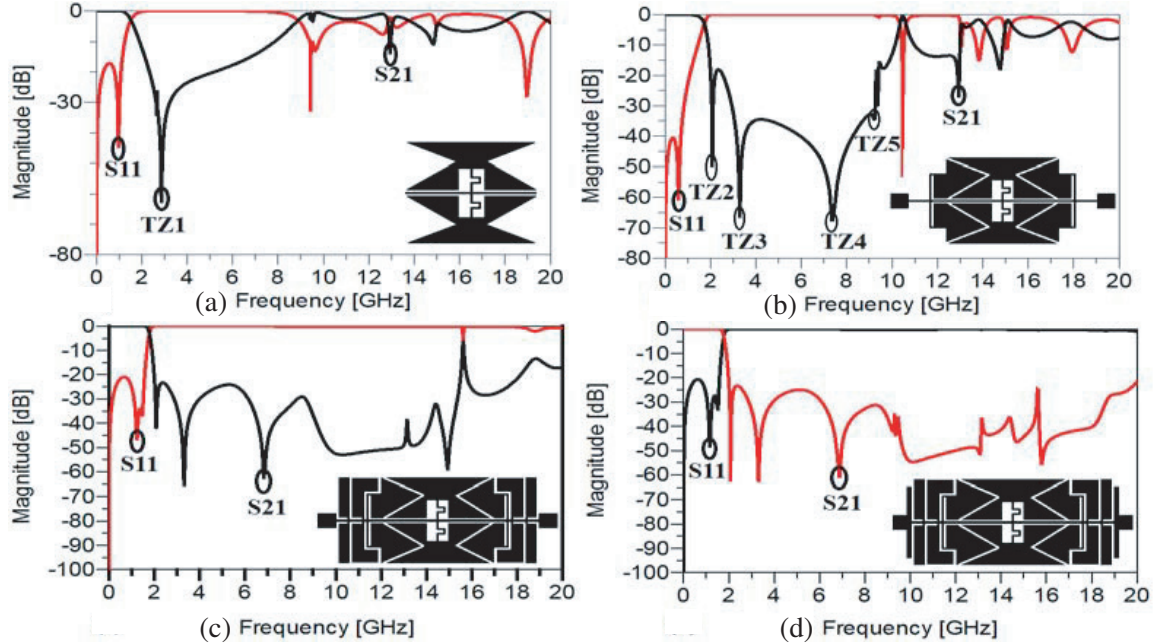 0
-30
-80
Magnitude [dB]
S11
TZ1
S21
0 2 4 6 8 10 12 14 16 18 20
(a) Frequency [GHz]
0
-10
-20
-30
-40
-50
-60
-70
-80
Magnitude [dB]
S11
TZ2
TZ3
TZ4
TZ5
S21
0 2 4 6 8 10 12 14 16 18 20
(b) Frequency [GHz]
0
-10
-20
-30
-40
-50
-60
-70
-80
-90
-100
Magnitude [dB]
S11
S21
0 2 4 6 8 10 12 14 16 18 20
(c) Frequency [GHz]
0
-10
-20
-30
-40
-50
-60
-70
-80
-90
-100
Magnitude [dB]
S11
S21
0 2 4 6 8 10 12 14 16 18 20
(d) Frequency [GHz]